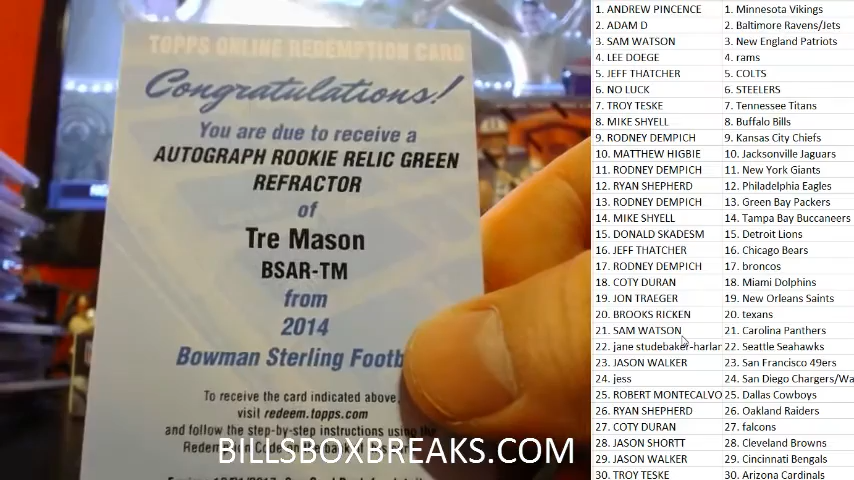 TOPPS ONLINE REDEMPTION CARD
Congratulations!
You are due to receive a
AUTOGRAPH ROOKIE RELIC GREEN
REFRACTOR
of
Tre Mason
BSAR-TM
from
2014
Bowman Sterling Footb
To receive the card indicated above,
visit redeem.topps.com
and follow the step-by-step instructions using the
BILLSBOXBREAKS.COM
1. ANDREW PINCENCE 1. Minnesota Vikings
2. ADAM D 2. Baltimore Ravens/Jets
3. SAM WATSON 3. New England Patriots
4. LEE DOEGE 4. rams
5. JEFF THATCHER 5. COLTS
6. NO LUCK 6. STEELERS
7. TROY TESKE 7. Tennessee Titans
8. MIKE SHYELL 8. Buffalo Bills
9. RODNEY DEMPICH 9. Kansas City Chiefs
10. MATTHEW HIGBIE 10. Jacksonville Jaguars
11. RODNEY DEMPICH 11. New York Giants
12. RYAN SHEPHERD 12. Philadelphia Eagles
13. RODNEY DEMPICH 13. Green Bay Packers
14. MIKE SHYELL 14. Tampa Bay Buccaneers
15. DONALD SKADESM 15. Detroit Lions
16. JEFF THATCHER 16. Chicago Bears
17. RODNEY DEMPICH 17. broncos
18. COTY DURAN 18. Miami Dolphins
19. JON TRAEGER 19. New Orleans Saints
20. BROOKS RICKEN 20. texans
21. SAM WATSON 21. Carolina Panthers
22. jane studebaker-harlan 22. Seattle Seahawks
23. JASON WALKER 23. San Francisco 49ers
24. jess 24. San Diego Chargers/Wa
25. ROBERT MONTECALVO 25. Dallas Cowboys
26. RYAN SHEPHERD 26. Oakland Raiders
27. COTY DURAN 27. falcons
28. JASON SHORTT 28. Cleveland Browns
29. JASON WALKER 29. Cincinnati Bengals
30. TROY TESKE 30. Arizona Cardinals